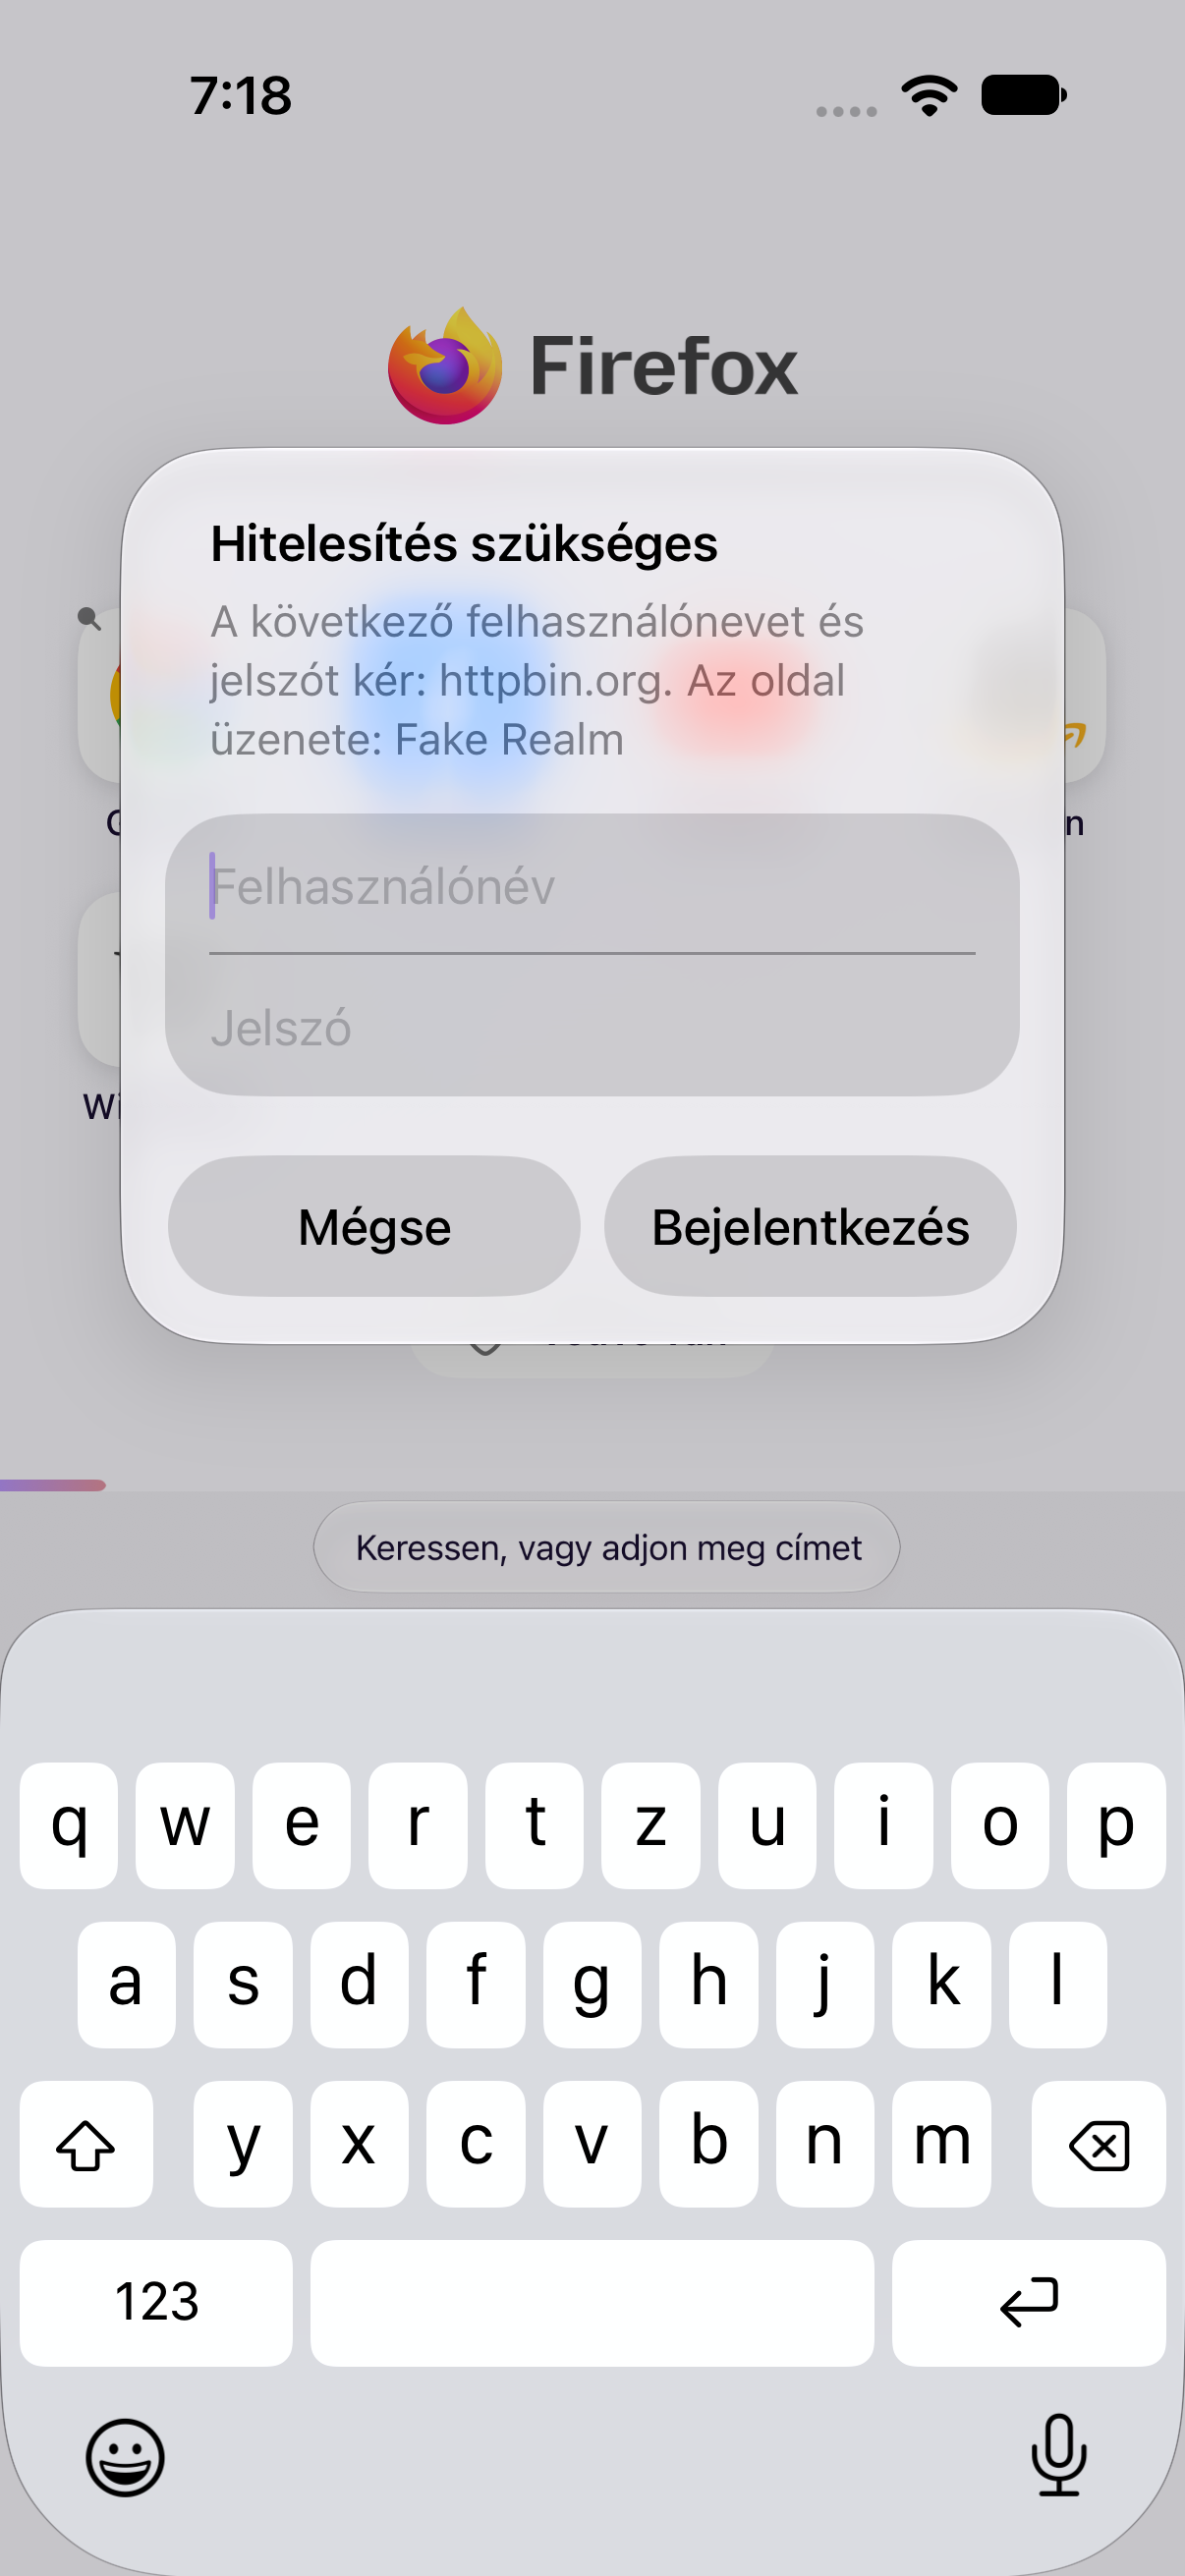 7:18
Firefox
Hitelesítés szükséges
A következő felhasználónevet és
jelszót kér: httpbin.org. Az oldal
üzenete: Fake Realm
Felhasználónév
Jelszó
Mégse
Bejelentkezés
Keressen, vagy adjon meg címet
q w e r t z u i o p
a s d f g h j k l
y x c v b n m
123